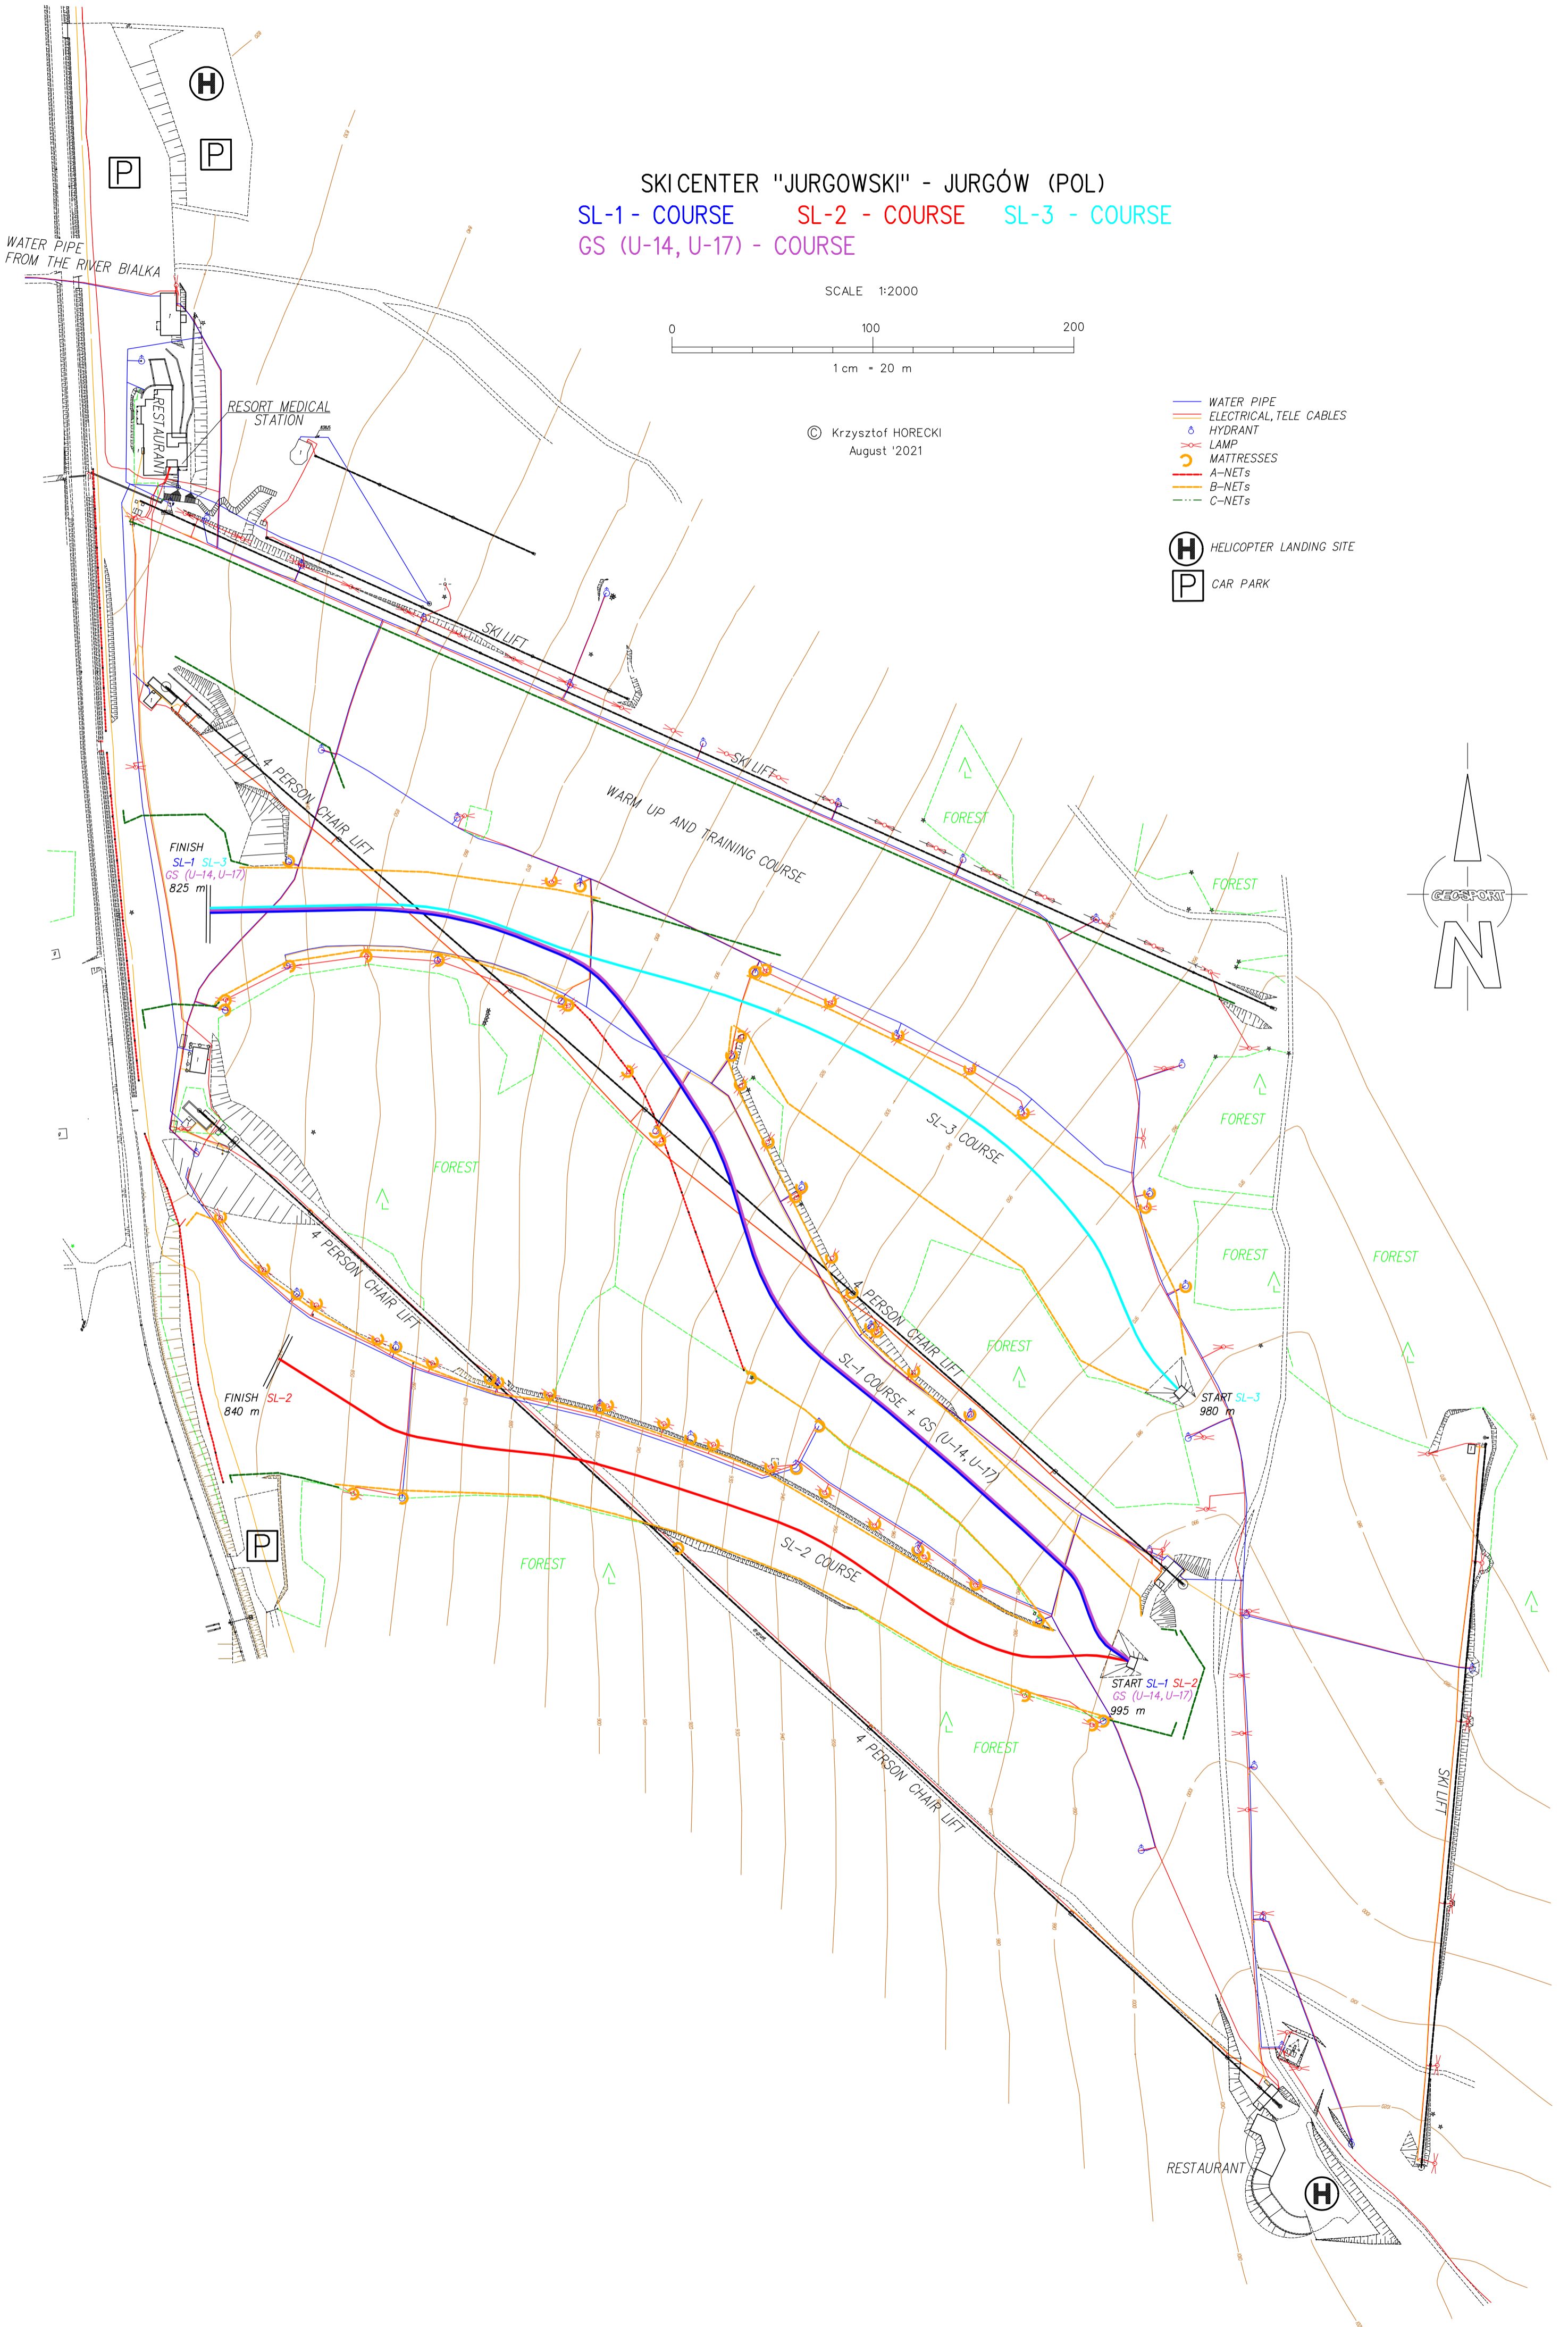 SKI CENTER "JURGOWSKI" - JURGÓW (POL)
SL-1 - COURSE SL-2 - COURSE SL-3 - COURSE
GS (U-14, U-17) - COURSE
SCALE 1:2000
0 100 200
1 cm = 20 m
© Krzysztof HORECKI
August '2021
WATER PIPE
ELECTRICAL, TELE CABLES
HYDRANT
LAMP
MATTRESSES
A-NETs
B-NETs
C-NETs
H HELICOPTER LANDING SITE
P CAR PARK
H
P
P
WATER PIPE
FROM THE RIVER BIALKA
RESTAURANT
RESORT MEDICAL
STATION
SKI LIFT
SKI LIFT
WARM UP AND TRAINING COURSE
4 PERSON CHAIR LIFT
FINISH
SL-1 SL-3
GS (U-14, U-17)
825 m
FOREST
FOREST
FOREST
FOREST
FOREST
FOREST
GEO-SPORT
N
SL-3 COURSE
FOREST
4 PERSON CHAIR LIFT
4 PERSON CHAIR LIFT
FOREST
SL-1 COURSE + GS (U-14, U-17)
START SL-3
980 m
FINISH SL-2
840 m
P
SL-2 COURSE
FOREST
START SL-1 SL-2
GS (U-14, U-17)
995 m
FOREST
4 PERSON CHAIR LIFT
SKI LIFT
RESTAURANT
H